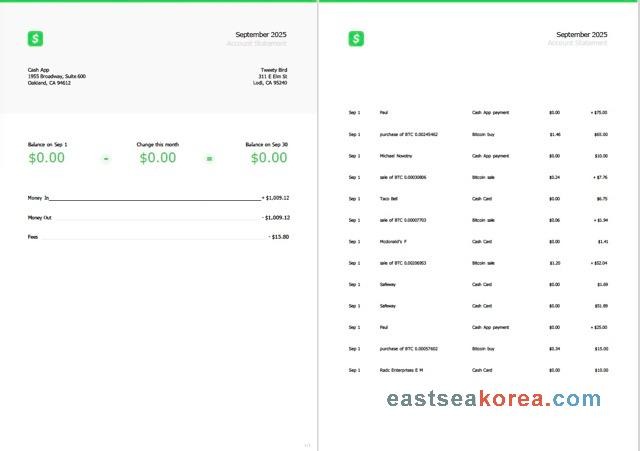 September 2025
Account Statement
Cash App
1955 Broadway, Suite 600
Oakland, CA 94612
Tweety Bird
311 E Elm St
Lodi, CA 95240
Balance on Sep 1
Change this month
Balance on Sep 30
$0.00 - $0.00 = $0.00
Money In + $1,009.12
Money Out - $1,009.12
Fees - $15.80
September 2025
Account Statement
Sep 1 Paul Cash App payment $0.00 + $75.00
Sep 1 purchase of BTC 0.00245462 Bitcoin buy $1.46 $65.00
Sep 1 Michael Novotny Cash App payment $0.00 $10.00
Sep 1 sale of BTC 0.00030806 Bitcoin sale $0.24 + $7.76
Sep 1 Taco Bell Cash Card $0.00 $6.75
Sep 1 sale of BTC 0.00007703 Bitcoin sale $0.06 + $1.94
Sep 1 Mcdonald's F Cash Card $0.00 $1.41
Sep 1 sale of BTC 0.00206953 Bitcoin sale $1.20 + $52.04
Sep 1 Safeway Cash Card $0.00
Sep 1 Safeway Cash Card $0.00 $51.89
Sep 1 Paul Cash App payment $0.00 + $25.00
Sep 1 purchase of BTC 0.00057602 Bitcoin buy $0.34 $15.00
Sep 1 Radc Enterprises E M Cash Card $0.00 $10.00
eastseakorea.com